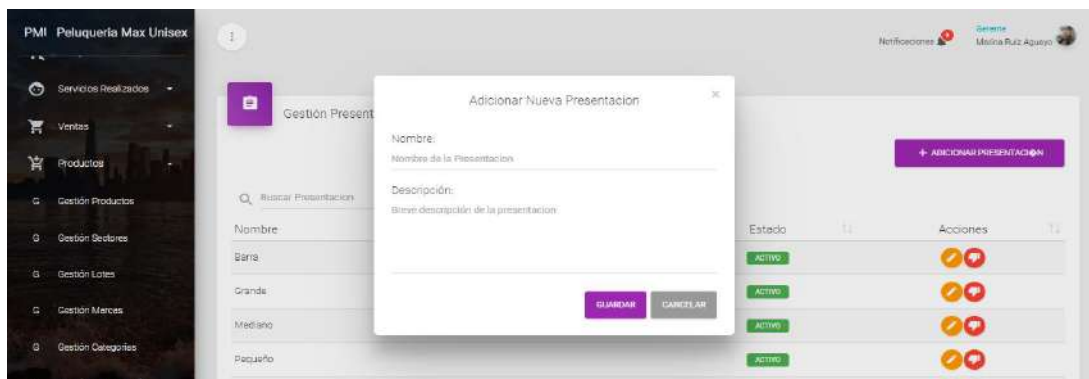 PMI Peluqueria Max Unisex
1
Notificaciones
Gerente
Marina Ruiz Aguayo
Servicios Realizados
Ventas
Productos
G Gestión Productos
G Gestión Sectores
G Gestión Lotes
G Gestión Marcas
G Gestión Categorias
Gestión Present
+ ADICIONAR PRESENTACI�N
Buscar Presentacion
Nombre Estado Acciones
Barra ACTIVO
Grande ACTIVO
Mediano ACTIVO
Pequeño ACTIVO
Adicionar Nueva Presentacion ×
Nombre:
Nombre de la Presentacion
Descripción:
Breve descripción de la presentacion
GUARDAR CANCELAR